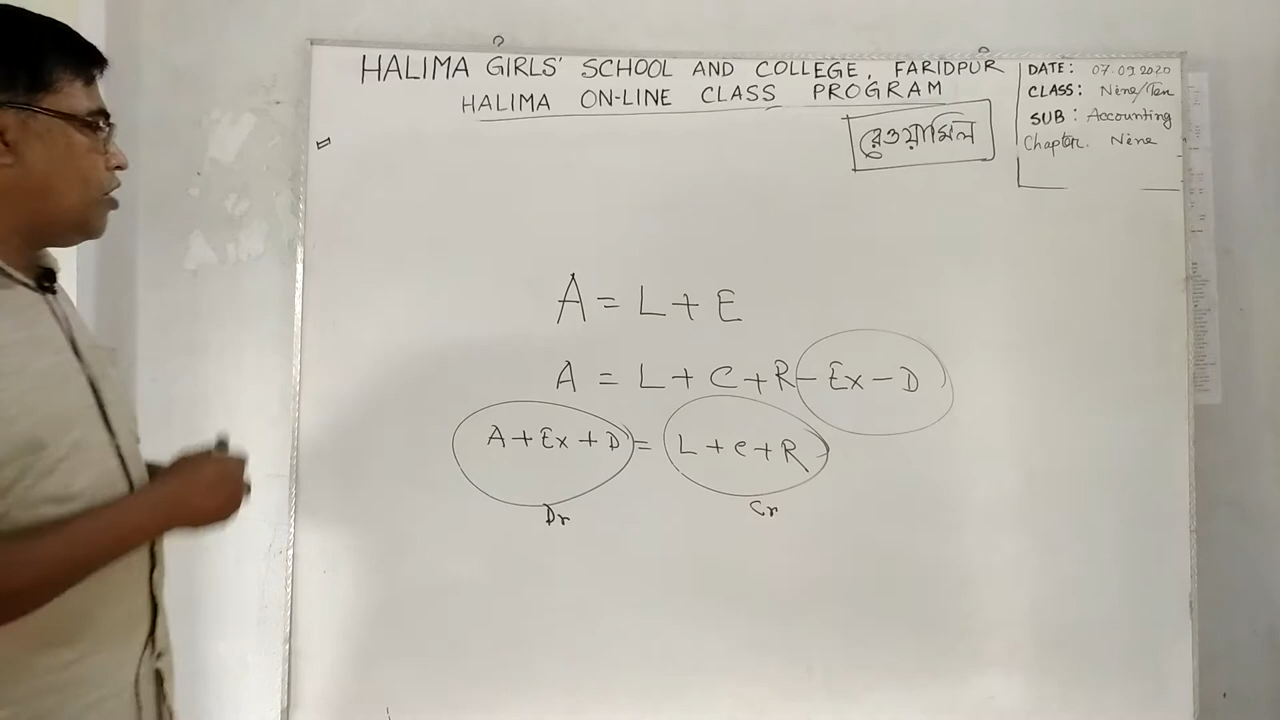 HALIMA GIRLS' SCHOOL AND COLLEGE, FARIDPUR
HALIMA ON-LINE CLASS PROGRAM
DATE: 07.09.2020
CLASS: Nine/Ten
SUB: Accounting
Chapter. Nine
রেওয়ামিল
A = L + E
A = L + C + R - Ex - D
A + Ex + D = L + C + R
Dr Cr